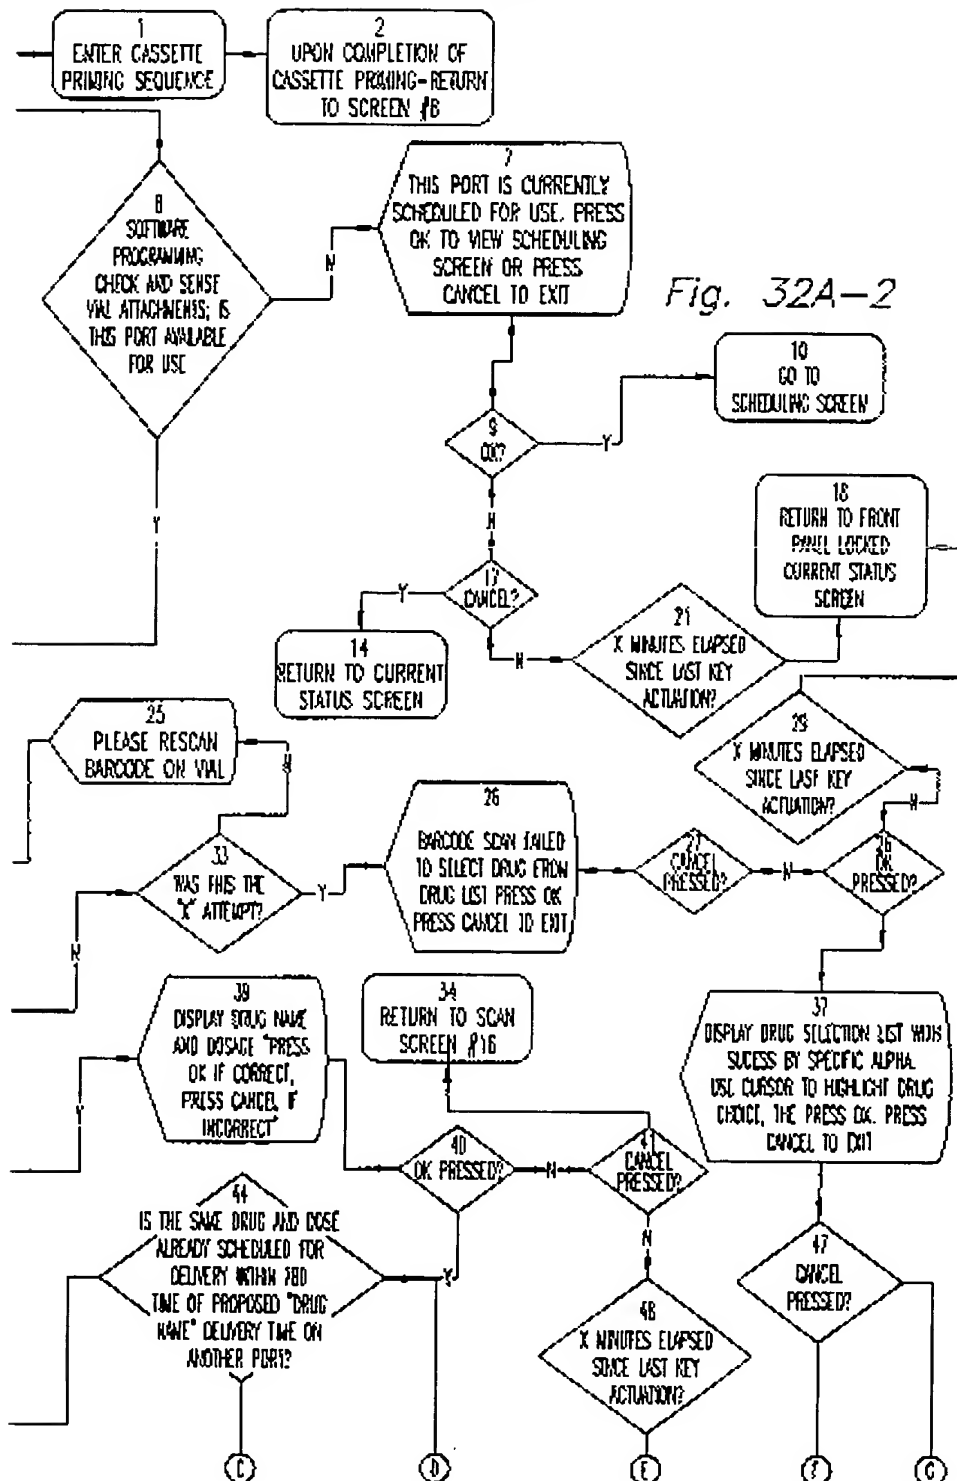 1
ENTER CASSETTE
PRIMING SEQUENCE
2
UPON COMPLETION OF
CASSETTE PRIMING-RETURN
TO SCREEN #6
8
SOFTWARE
PROGRAMMING
CHECK AND SENSE
VIAL ATTACHMENTS; IS
THIS PORT AVAILABLE
FOR USE
N
Y
7
THIS PORT IS CURRENTLY
SCHEDULED FOR USE. PRESS
OK TO VIEW SCHEDULING
SCREEN OR PRESS
CANCEL TO EXIT
Fig. 32A-2
10
GO TO
SCHEDULING SCREEN
9
Y
N
18
RETURN TO FRONT
PANEL LOCKED
CURRENT STATUS
SCREEN
CANCEL?
Y
N
14
RETURN TO CURRENT
STATUS SCREEN
21
X MINUTES ELAPSED
SINCE LAST KEY
ACTUATION?
25
PLEASE RESCAN
BARCODE ON VIAL
N
29
X MINUTES ELAPSED
SINCE LAST KEY
ACTUATION?
N
33
WAS THIS THE
"X" ATTEMPT?
Y
N
26
BARCODE SCAN FAILED
TO SELECT DRUG FROM
DRUG LIST PRESS OK
PRESS CANCEL TO EXIT
27
CANCEL
PRESSED?
N
OK
PRESSED?
39
DISPLAY DRUG NAME
AND DOSAGE "PRESS
OK IF CORRECT,
PRESS CANCEL IF
INCORRECT"
Y
34
RETURN TO SCAN
SCREEN #16
37
DISPLAY DRUG SELECTION LIST WITH
SUCESS BY SPECIFIC ALPHA.
USE CURSOR TO HIGHLIGHT DRUG
CHOICE, THE PRESS OK. PRESS
CANCEL TO EXIT
40
OK PRESSED?
N
Y
41
CANCEL
PRESSED?
N
44
IS THE SAME DRUG AND DOSE
ALREADY SCHEDULED FOR
DELIVERY WITHIN TBD
TIME OF PROPOSED "DRUG
NAME" DELIVERY TIME ON
ANOTHER PORT?
Y
48
X MINUTES ELAPSED
SINCE LAST KEY
ACTUATION?
47
CANCEL
PRESSED?
C
D
E
F
G